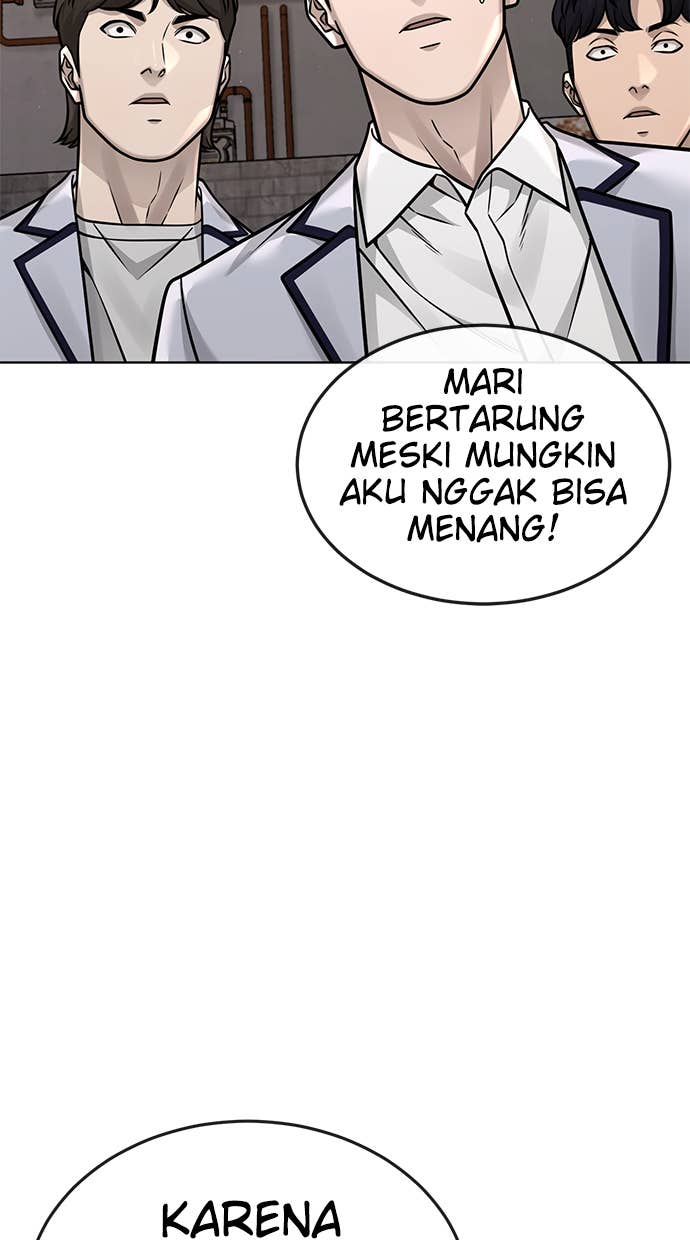 MARI
BERTARUNG
MESKI MUNGKIN
AKU NGGAK BISA
MENANG!
KARENA